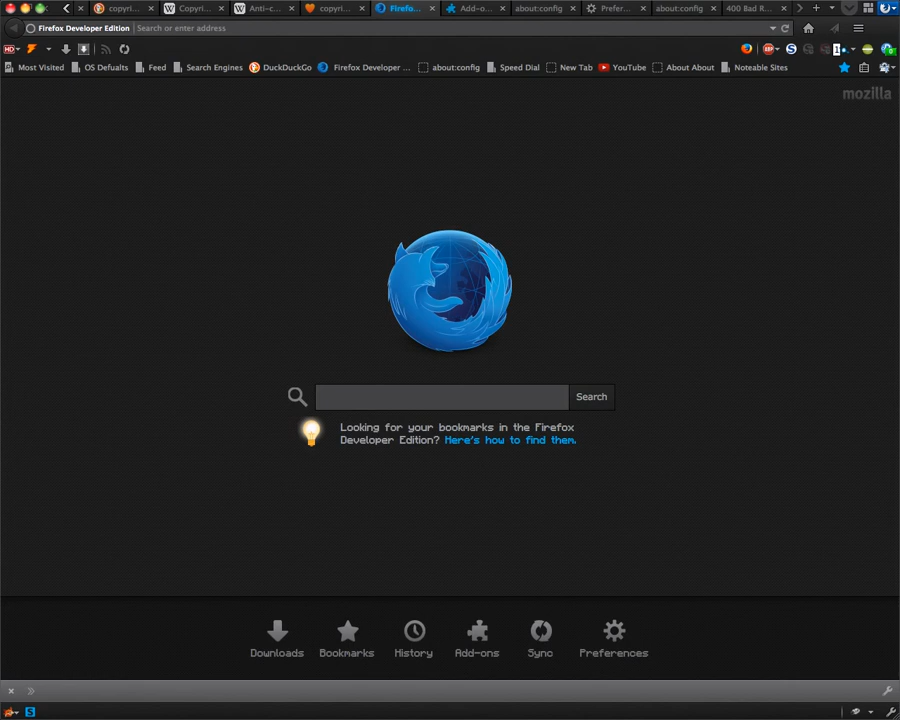 copyri...
Copyri...
Anti-c...
copyri...
Firefo...
Add-o...
about:config
Prefer...
about:config
400 Bad R...
Firefox Developer Edition
Search or enter address
HD
Most Visited
OS Defualts
Feed
Search Engines
DuckDuckGo
Firefox Developer ...
about:config
Speed Dial
New Tab
YouTube
About About
Noteable Sites
mozilla
Search
Looking for your bookmarks in the Firefox
Developer Edition? Here's how to find them.
Downloads
Bookmarks
History
Add-ons
Sync
Preferences